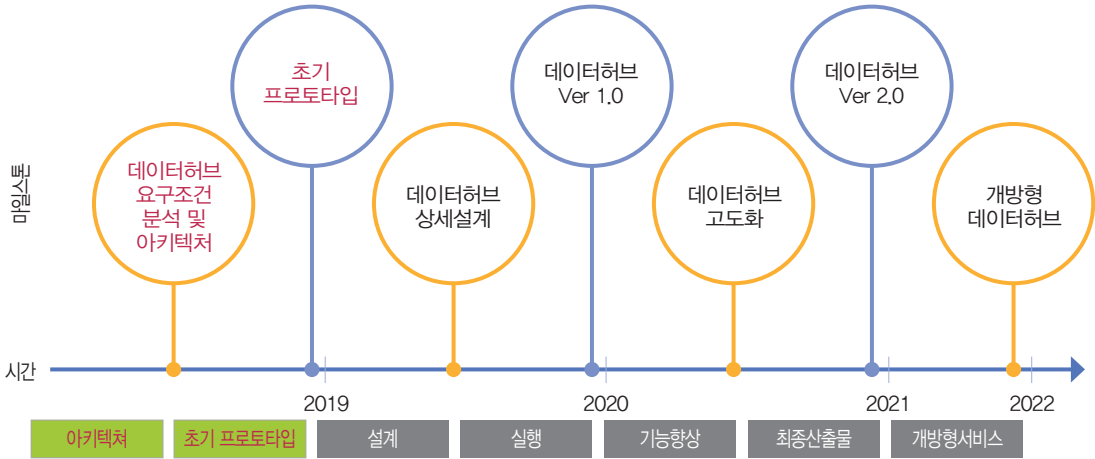 초기
프로토타입
데이터허브
Ver 1.0
데이터허브
Ver 2.0
마일스톤
데이터허브
요구조건
분석 및
아키텍처
데이터허브
상세설계
데이터허브
고도화
개방형
데이터허브
시간
2019
2020
2021
2022
아키텍쳐
초기 프로토타입
설계
실행
기능향상
최종산출물
개방형서비스